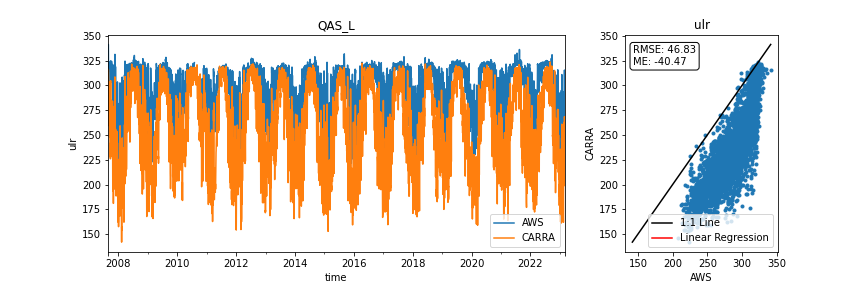 QAS_L
350
325
300
275
250
225
200
175
150
ulr
2008
2010
2012
2014
2016
2018
2020
2022
time
AWS
CARRA
ulr
RMSE: 46.83
ME: -40.47
350
325
300
275
250
225
200
175
150
CARRA
150
200
250
300
350
AWS
1:1 Line
Linear Regression